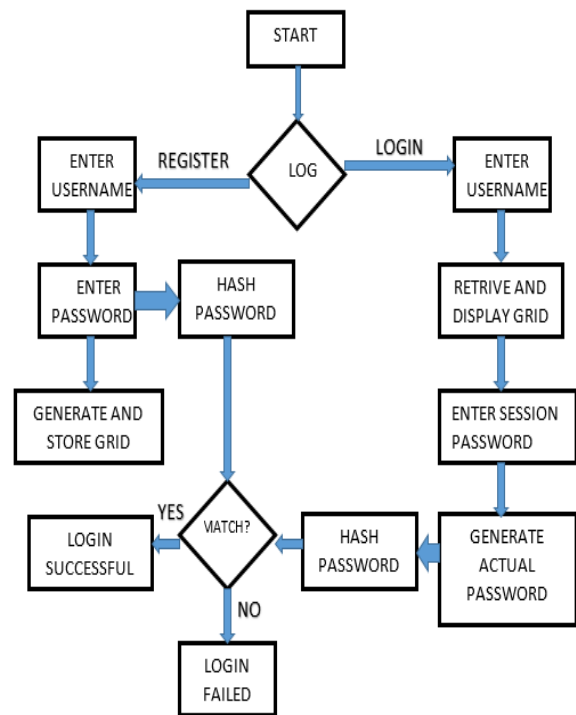 START
LOG
REGISTER
LOGIN
ENTER
USERNAME
ENTER
USERNAME
ENTER
PASSWORD
HASH
PASSWORD
RETRIVE AND
DISPLAY GRID
GENERATE AND
STORE GRID
ENTER SESSION
PASSWORD
YES
MATCH?
LOGIN
SUCCESSFUL
HASH
PASSWORD
GENERATE
ACTUAL
PASSWORD
NO
LOGIN
FAILED